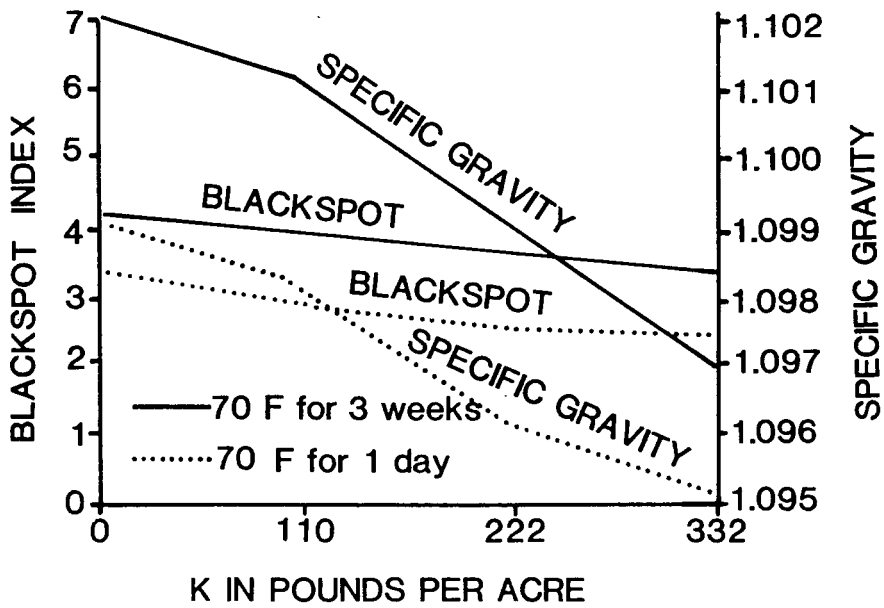 BLACKSPOT INDEX
7
6
5
4
3
2
1
0
SPECIFIC GRAVITY
BLACKSPOT
BLACKSPOT
SPECIFIC GRAVITY
70 F for 3 weeks
70 F for 1 day
1.102
1.101
1.100
1.099
1.098
1.097
1.096
1.095
SPECIFIC GRAVITY
0 110 222 332
K IN POUNDS PER ACRE